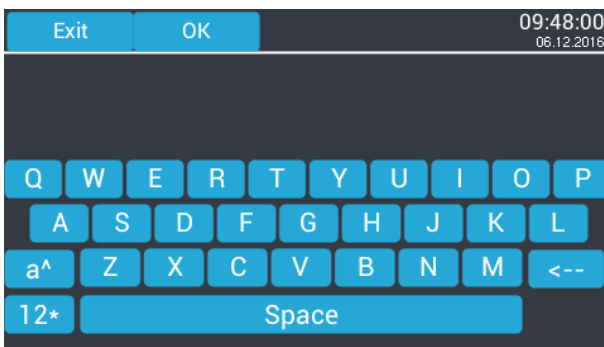 Exit OK 09:48:00
06.12.2016
Q W E R T Y U I O P
A S D F G H J K L
a^ Z X C V B N M <--
12* Space